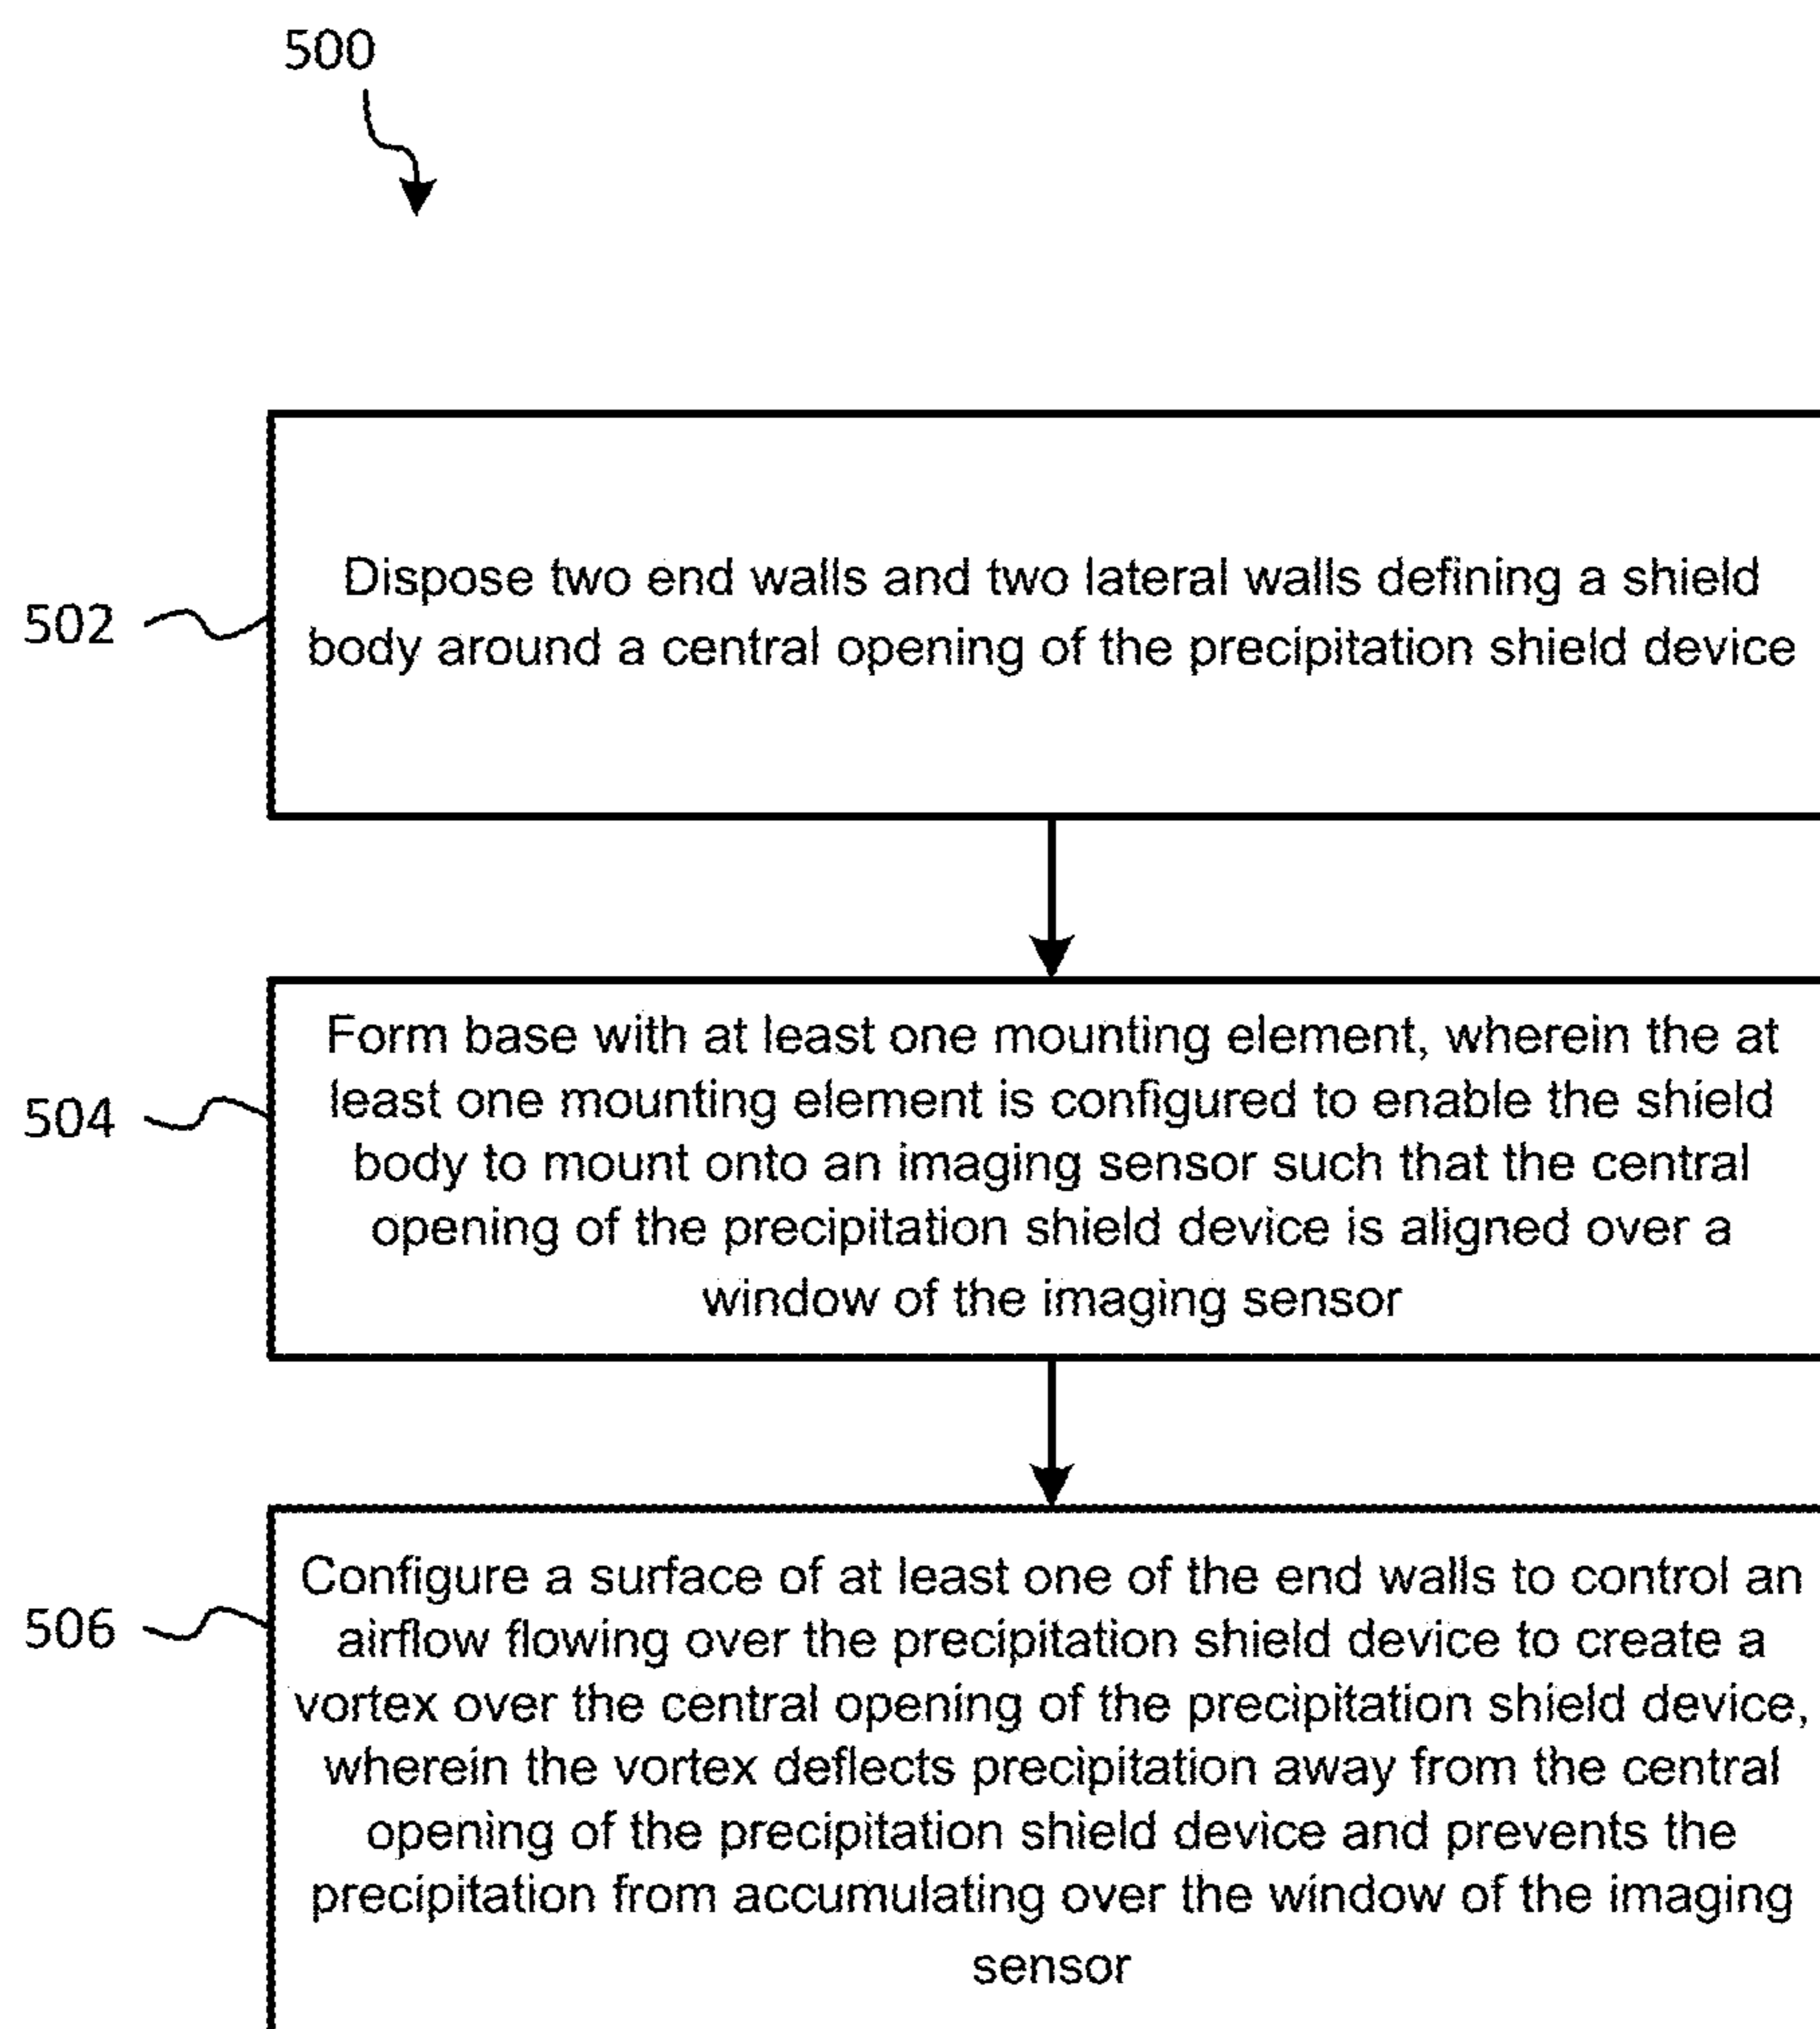 500
502
Dispose two end walls and two lateral walls defining a shield
body around a central opening of the precipitation shield device
504
Form base with at least one mounting element, wherein the at
least one mounting element is configured to enable the shield
body to mount onto an imaging sensor such that the central
opening of the precipitation shield device is aligned over a
window of the imaging sensor
506
Configure a surface of at least one of the end walls to control an
airflow flowing over the precipitation shield device to create a
vortex over the central opening of the precipitation shield device,
wherein the vortex deflects precipitation away from the central
opening of the precipitation shield device and prevents the
precipitation from accumulating over the window of the imaging
sensor